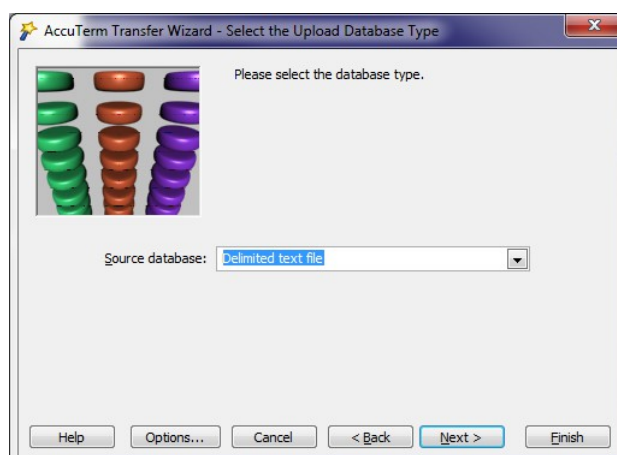 AccuTerm Transfer Wizard - Select the Upload Database Type
Please select the database type.
Source database: Delimited text file
Help Options... Cancel < Back Next > Finish